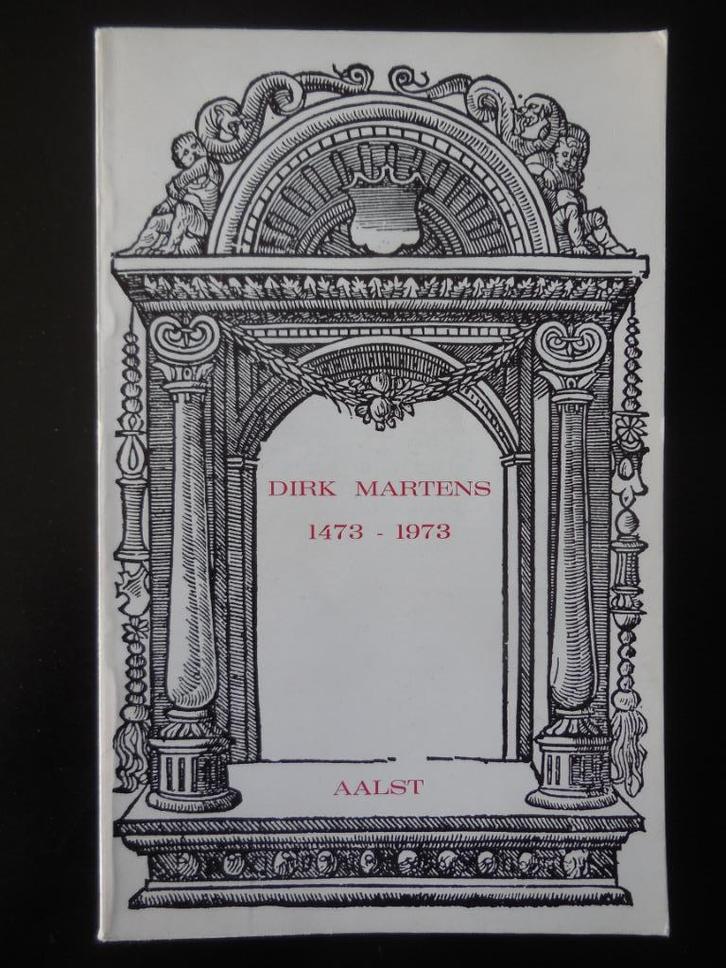 DIRK MARTENS
1473 - 1973
AALST